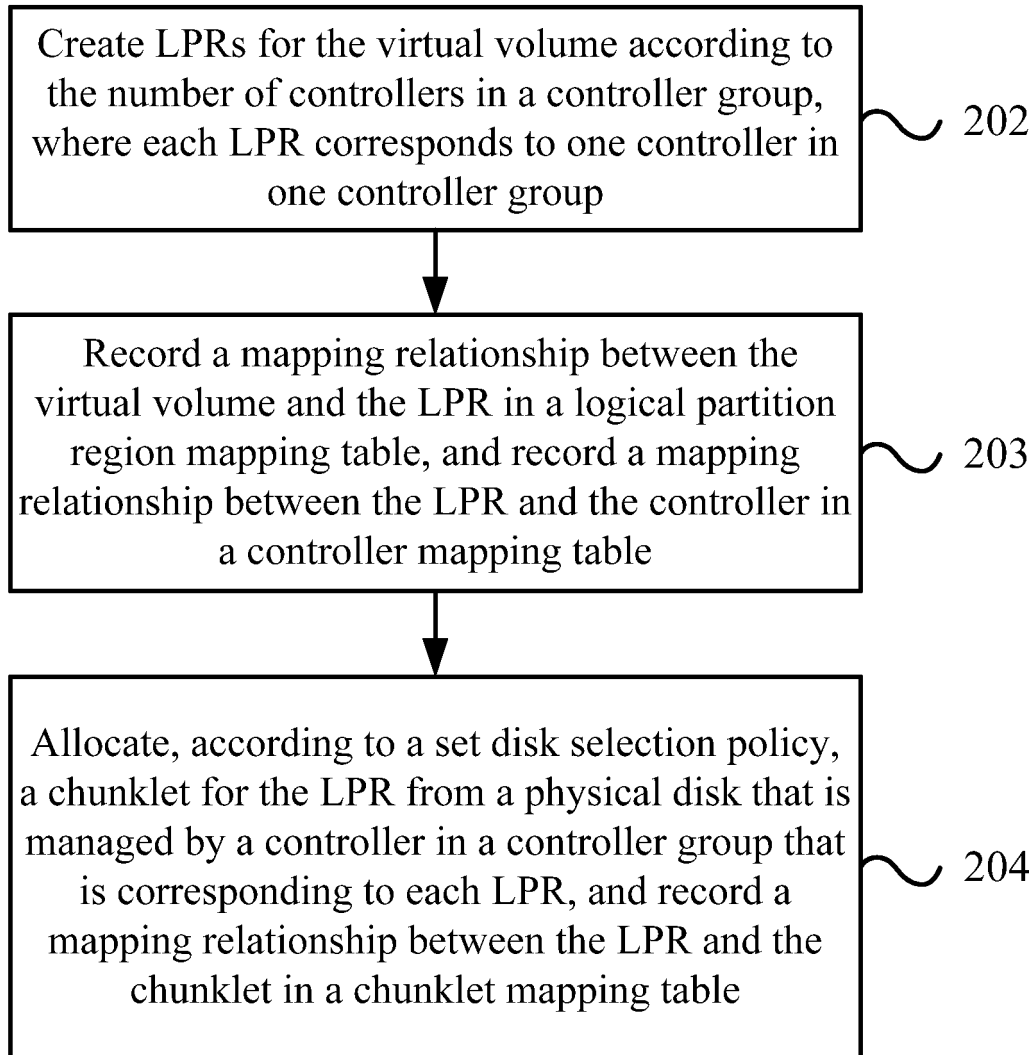 Create LPRs for the virtual volume according to
the number of controllers in a controller group,
where each LPR corresponds to one controller in
one controller group
202
Record a mapping relationship between the
virtual volume and the LPR in a logical partition
region mapping table, and record a mapping
relationship between the LPR and the controller in
a controller mapping table
203
Allocate, according to a set disk selection policy,
a chunklet for the LPR from a physical disk that is
managed by a controller in a controller group that
is corresponding to each LPR, and record a
mapping relationship between the LPR and the
chunklet in a chunklet mapping table
204